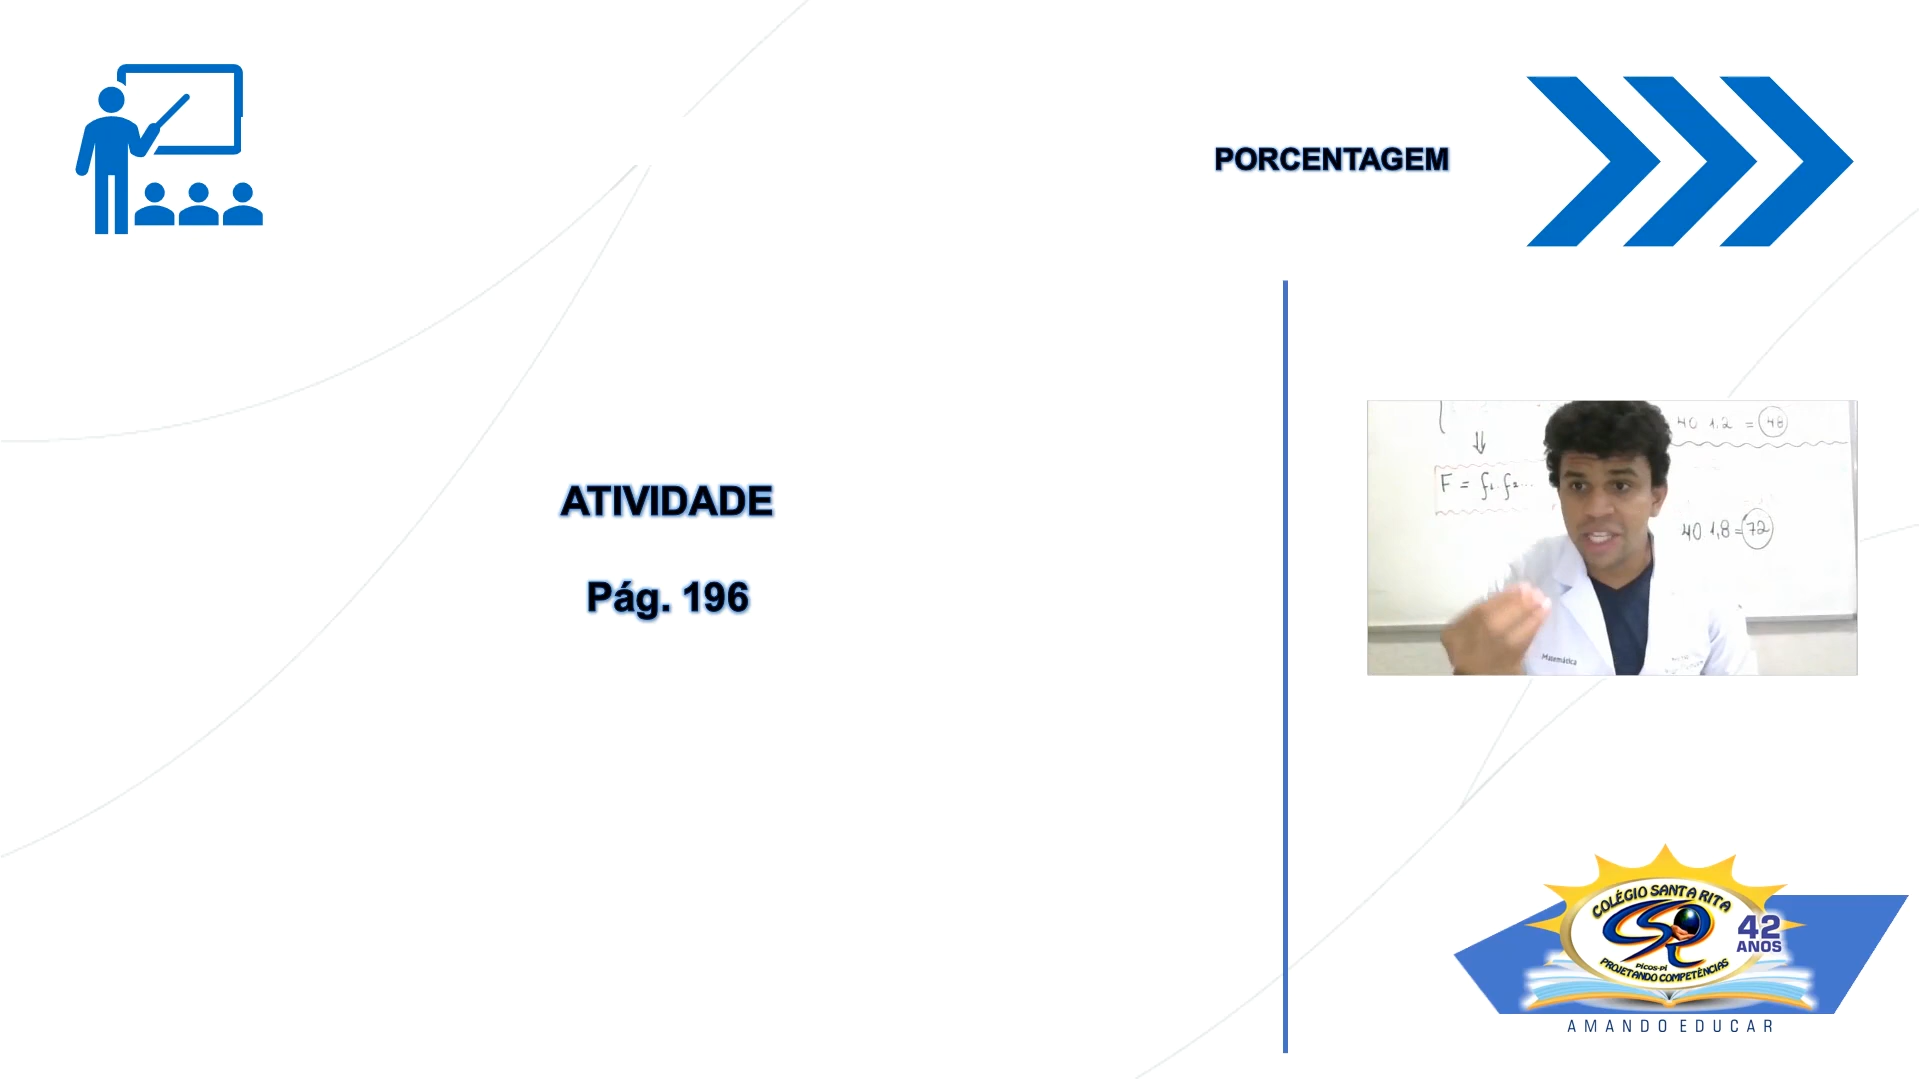 PORCENTAGEM
ATIVIDADE
Pág. 196
40 1,2 = 48
F = f₁.f₂...
40.1,8=72
Matemática
COLÉGIO SANTA RITA
42
ANOS
PICOS-PI
PROJETANDO COMPETÊNCIAS
AMANDO EDUCAR